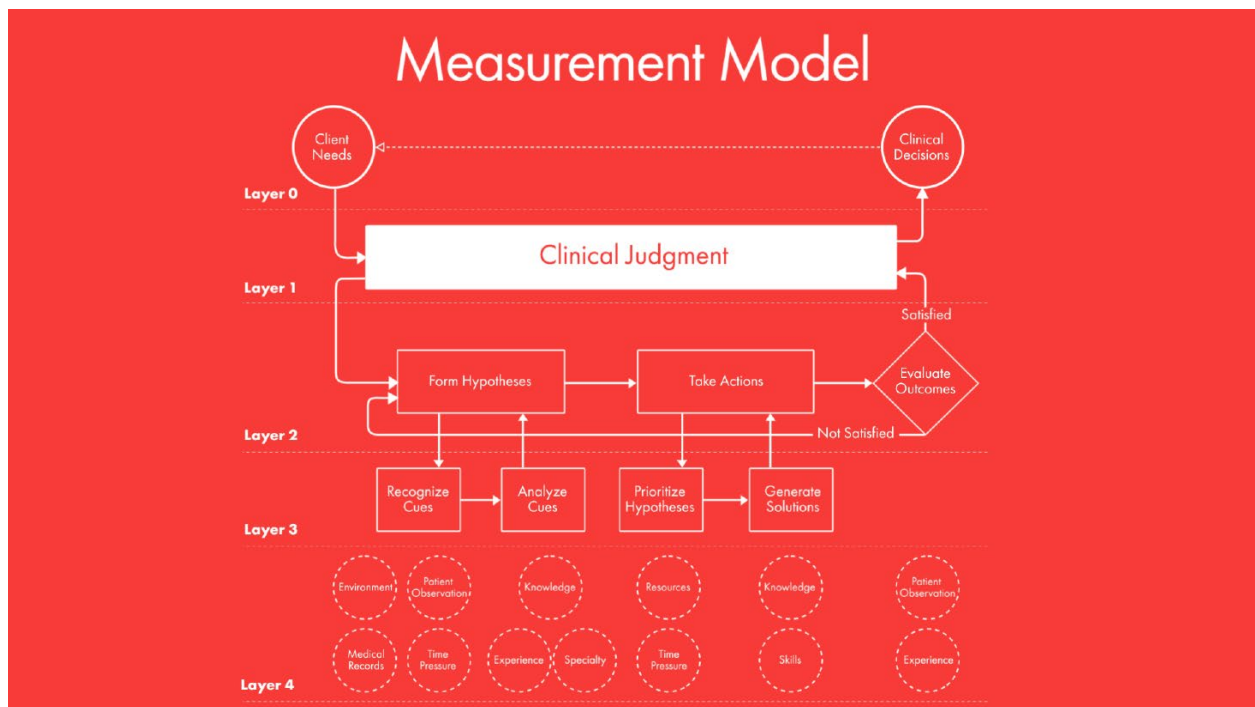 Measurement Model
Client
Needs
Clinical
Decisions
Layer 0
Clinical Judgment
Layer 1
Satisfied
Form Hypotheses
Take Actions
Evaluate
Outcomes
Not Satisfied
Layer 2
Recognize
Cues
Analyze
Cues
Prioritize
Hypotheses
Generate
Solutions
Layer 3
Environment
Patient
Observation
Knowledge
Resources
Knowledge
Patient
Observation
Medical
Records
Time
Pressure
Experience
Specialty
Time
Pressure
Skills
Experience
Layer 4